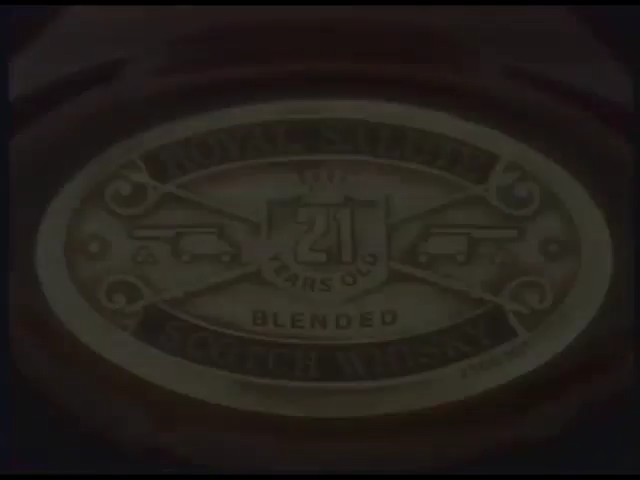 ROYAL SALUTE
21
YEARS OLD
BLENDED
SCOTCH WHISKY